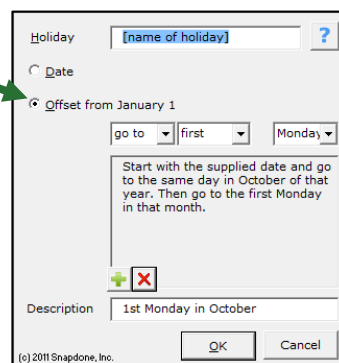 Holiday [name of holiday] ?
Date
Offset from January 1
go to first Monday
Start with the supplied date and go
to the same day in October of that
year. Then go to the first Monday
in that month.
Description 1st Monday in October
OK Cancel
(c) 2011 Snapdone, Inc.